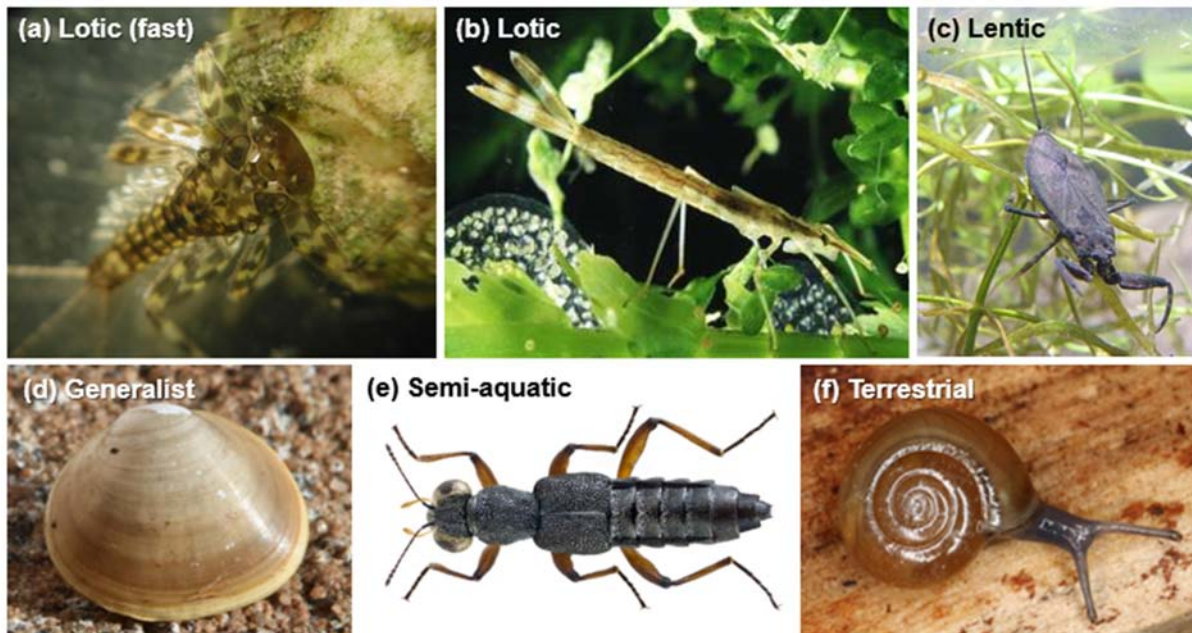 (a) Lotic (fast)
(b) Lotic
(c) Lentic
(d) Generalist
(e) Semi-aquatic
(f) Terrestrial